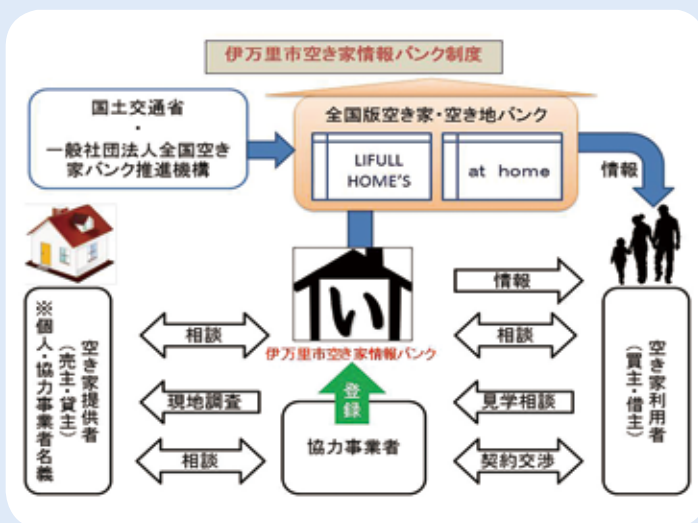 伊万里市空き家情報バンク制度
国土交通省
・
一般社団法人全国空き
家バンク推進機構
全国版空き家・空き地バンク
LIFULL
HOME'S
at home
情報
い
伊万里市空き家情報バンク
情報
相談
相談
登録
現地調査
見学相談
相談
契約交渉
協力事業者
空き家提供者
（売主・貸主）
※個人・協力事業者名義
空き家利用者
（買主・借主）